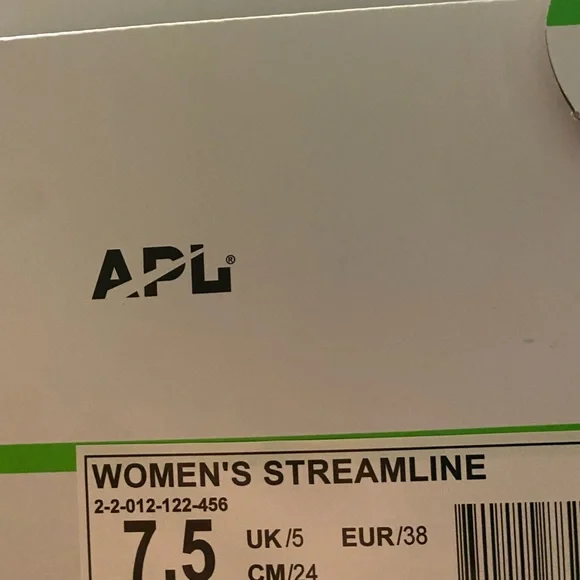 APL®
WOMEN'S STREAMLINE
2-2-012-122-456
7.5 UK/5 EUR/38
CM/24